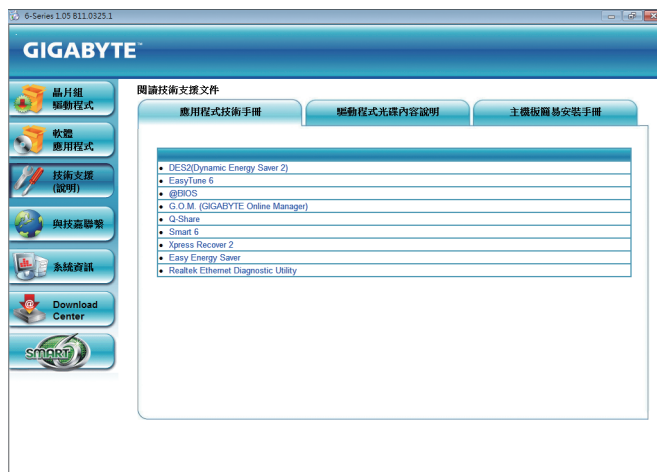 6-Series 1.05 B11.0325.1
GIGABYTE™
晶片組
驅動程式
軟體
應用程式
技術支援
(說明)
與技嘉聯繫
系統資訊
Download
Center
SMART6
閱讀技術支援文件
應用程式技術手冊
驅動程式光碟內容說明
主機板簡易安裝手冊
• DES2(Dynamic Energy Saver 2)
• EasyTune 6
• @BIOS
• G.O.M. (GIGABYTE Online Manager)
• Q-Share
• Smart 6
• Xpress Recover 2
• Easy Energy Saver
• Realtek Ethernet Diagnostic Utility